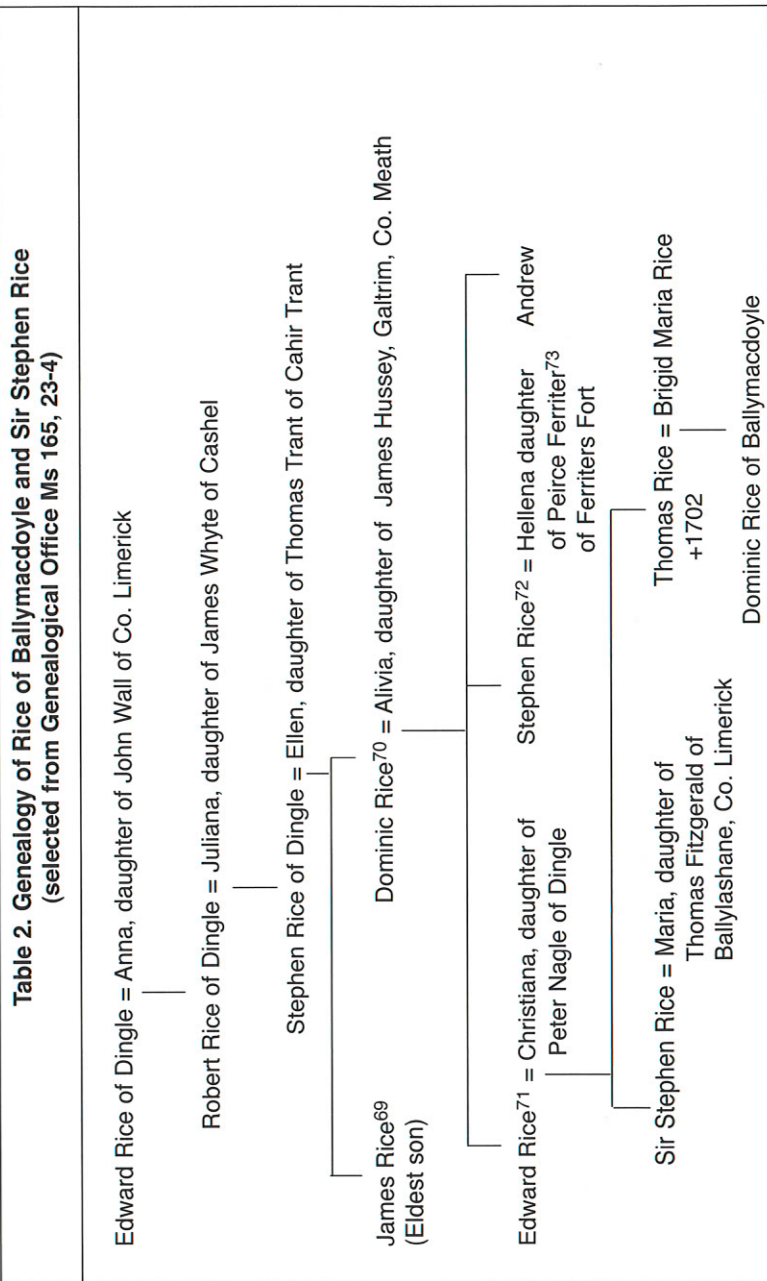 Table 2. Genealogy of Rice of Ballymacdoyle and Sir Stephen Rice
(selected from Genealogical Office Ms 165, 23-4)
Edward Rice of Dingle = Anna, daughter of John Wall of Co. Limerick
Robert Rice of Dingle = Juliana, daughter of James Whyte of Cashel
Stephen Rice of Dingle = Ellen, daughter of Thomas Trant of Cahir Trant
James Rice⁶⁹
(Eldest son)
Dominic Rice⁷⁰ = Alivia, daughter of James Hussey, Galtrim, Co. Meath
Edward Rice⁷¹ = Christiana, daughter of
Peter Nagle of Dingle
Stephen Rice⁷² = Hellena daughter
of Peirce Ferriter⁷³
of Ferriters Fort
Andrew
Sir Stephen Rice = Maria, daughter of
Thomas Fitzgerald of
Ballylashane, Co. Limerick
Thomas Rice = Brigid Maria Rice
+1702
Dominic Rice of Ballymacdoyle